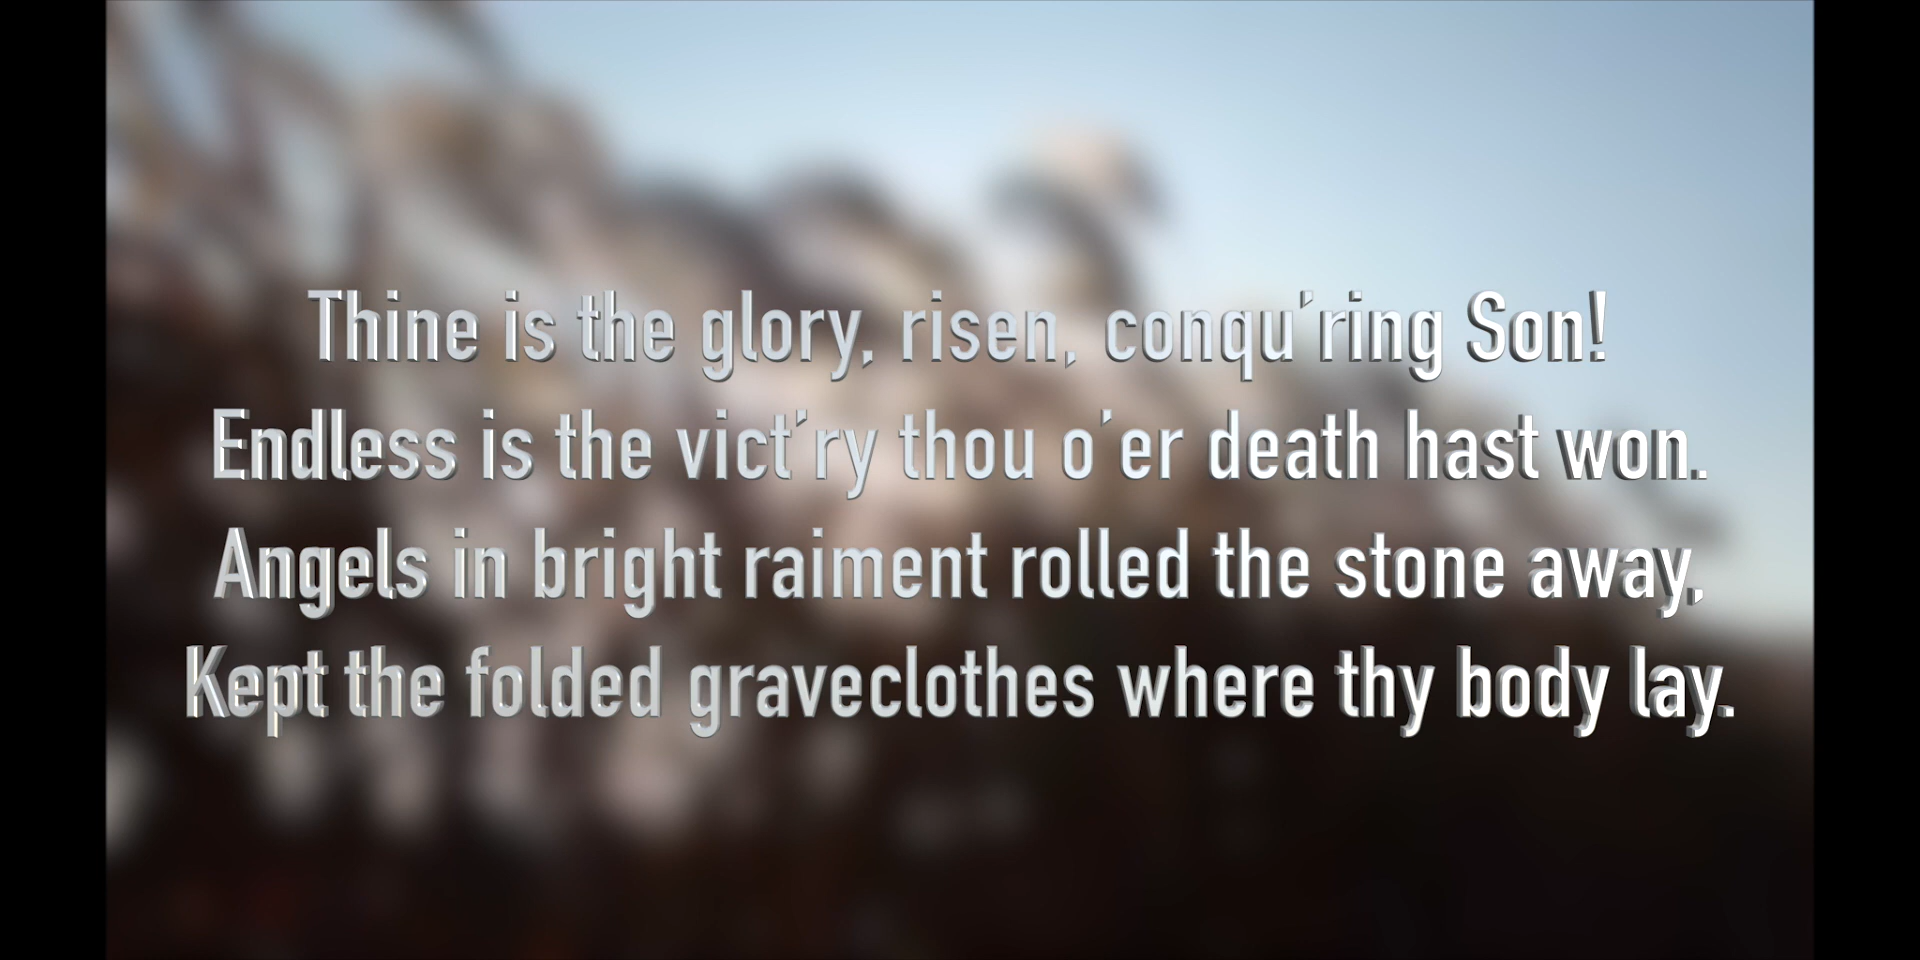 Thine is the glory, risen, conqu'ring Son!
Endless is the vict'ry thou o'er death hast won.
Angels in bright raiment rolled the stone away,
Kept the folded graveclothes where thy body lay.